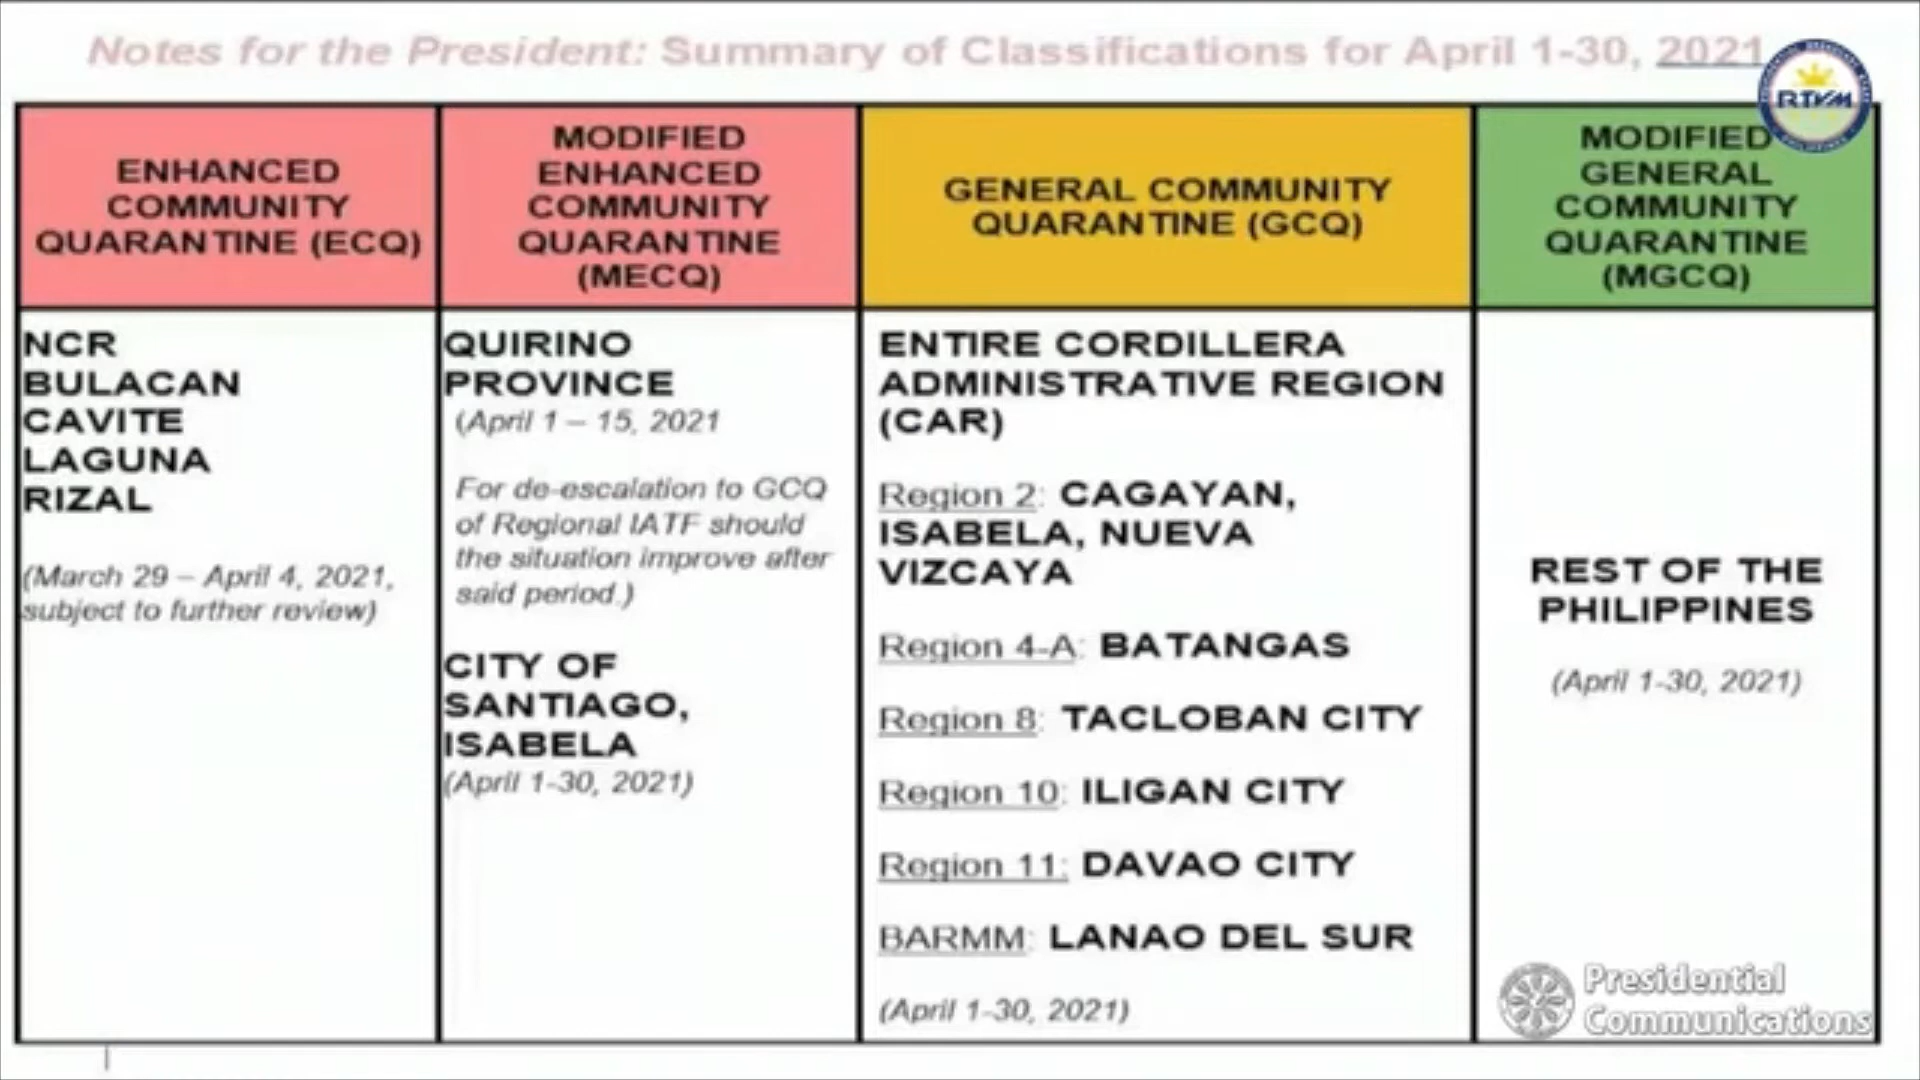 Notes for the President: Summary of Classifications for April 1-30, 2021
RTVM
ENHANCED
COMMUNITY
QUARANTINE (ECQ)
MODIFIED
ENHANCED
COMMUNITY
QUARANTINE
(MECQ)
GENERAL COMMUNITY
QUARANTINE (GCQ)
MODIFIED
GENERAL
COMMUNITY
QUARANTINE
(MGCQ)
NCR
BULACAN
CAVITE
LAGUNA
RIZAL
(March 29 – April 4, 2021,
subject to further review)
QUIRINO
PROVINCE
(April 1 – 15, 2021
For de-escalation to GCQ
of Regional IATF should
the situation improve after
said period.)
CITY OF
SANTIAGO,
ISABELA
(April 1-30, 2021)
ENTIRE CORDILLERA
ADMINISTRATIVE REGION
(CAR)
Region 2: CAGAYAN,
ISABELA, NUEVA
VIZCAYA
Region 4-A: BATANGAS
Region 8: TACLOBAN CITY
Region 10: ILIGAN CITY
Region 11: DAVAO CITY
BARMM: LANAO DEL SUR
(April 1-30, 2021)
REST OF THE
PHILIPPINES
(April 1-30, 2021)
Presidential
Communications